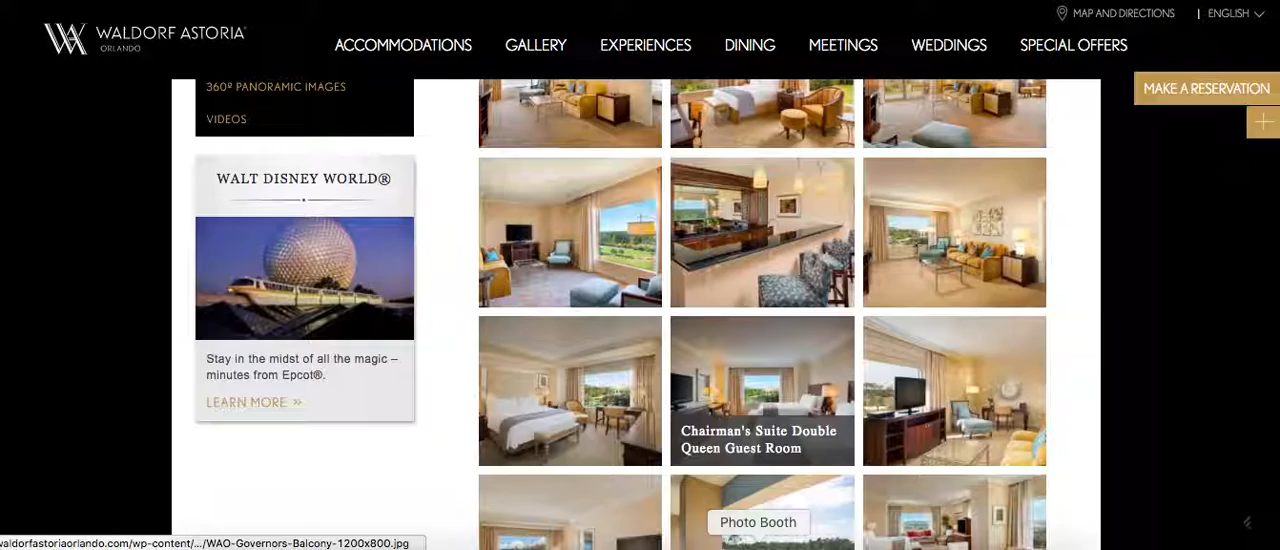 MAP AND DIRECTIONS | ENGLISH
WALDORF ASTORIA®
ORLANDO
ACCOMMODATIONS GALLERY EXPERIENCES DINING MEETINGS WEDDINGS SPECIAL OFFERS
MAKE A RESERVATION
360º PANORAMIC IMAGES
VIDEOS
WALT DISNEY WORLD®
Stay in the midst of all the magic –
minutes from Epcot®.
LEARN MORE »
Chairman's Suite Double
Queen Guest Room
Photo Booth
waldorfastoriaorlando.com/wp-content/.../WAO-Governors-Balcony-1200x800.jpg